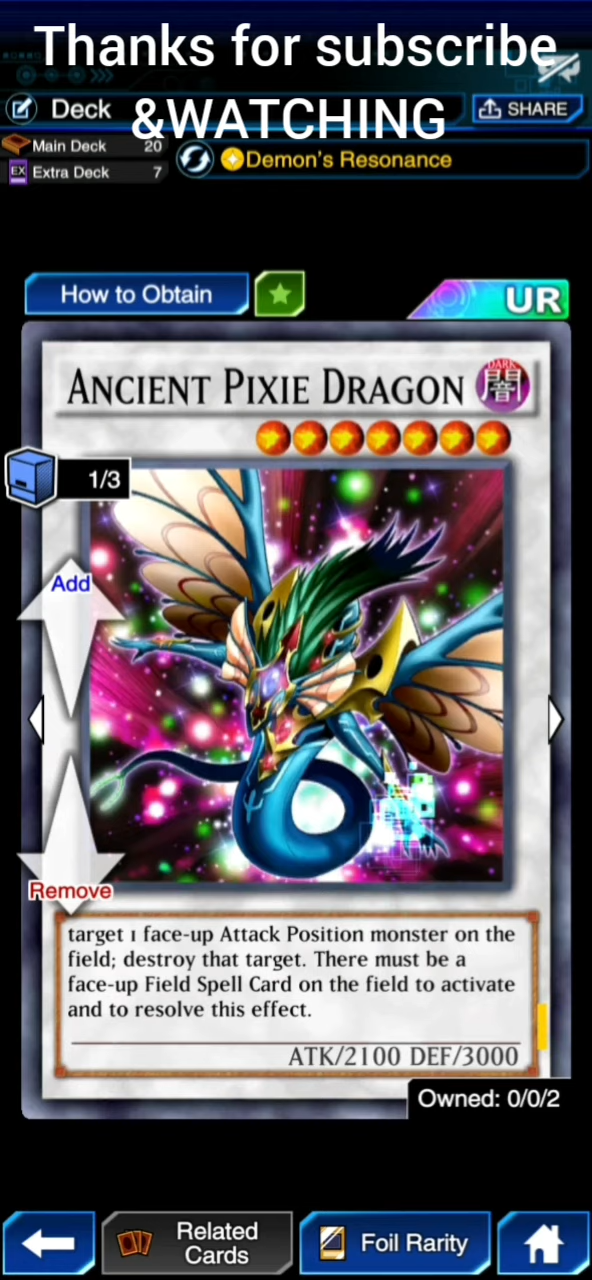 Thanks for subscribe
&WATCHING
Deck
SHARE
Main Deck 20
EX Extra Deck 7
Demon's Resonance
How to Obtain
UR
ANCIENT PIXIE DRAGON
DARK
闇
1/3
Add
Remove
target 1 face-up Attack Position monster on the
field; destroy that target. There must be a
face-up Field Spell Card on the field to activate
and to resolve this effect.
ATK/2100 DEF/3000
Owned: 0/0/2
Related
Cards
Foil Rarity